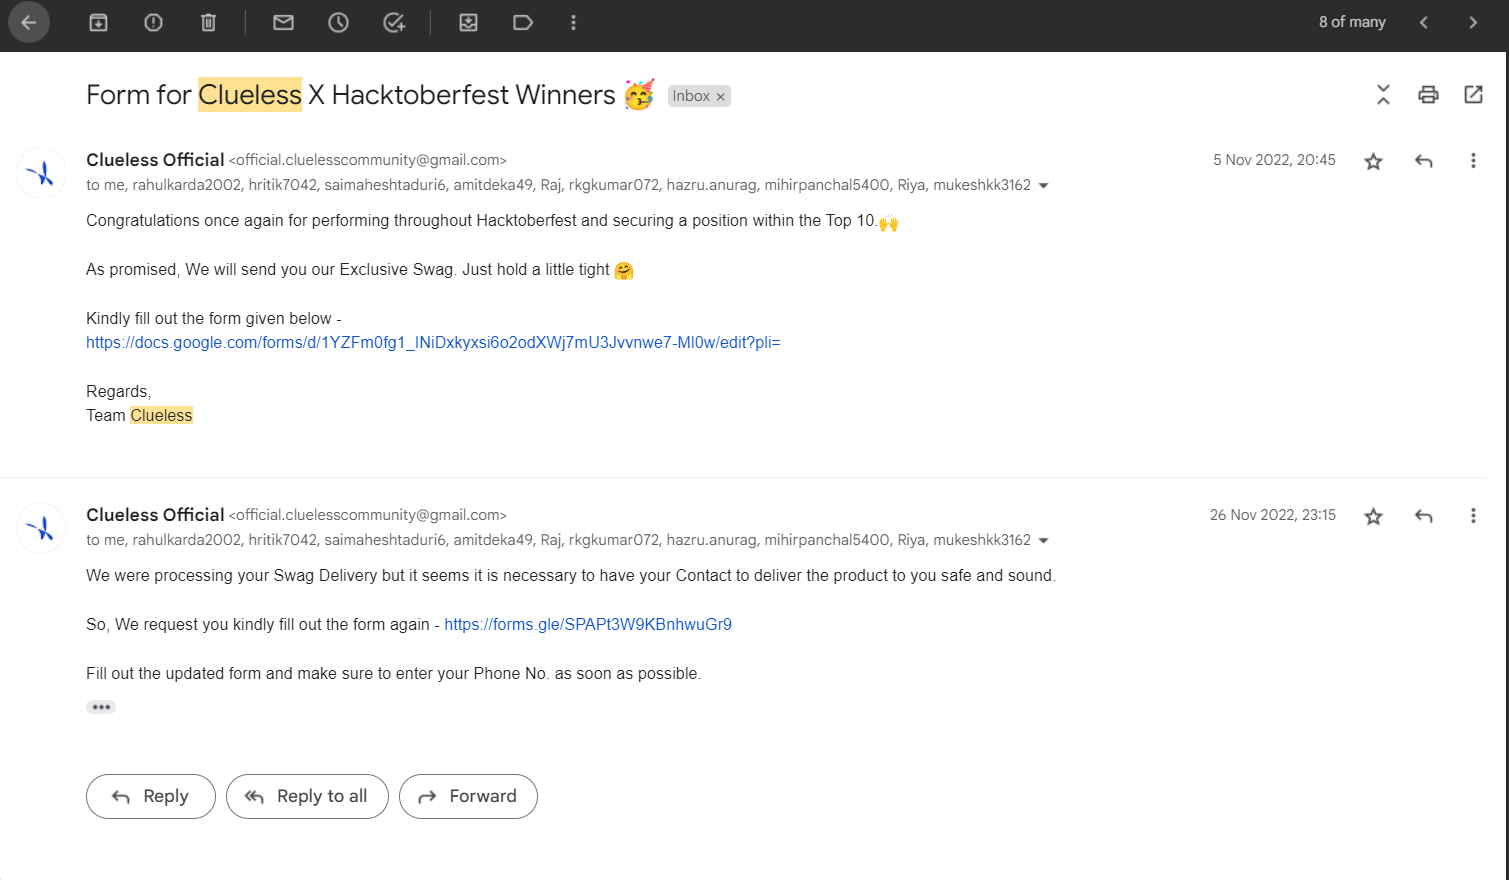 8 of many
Form for Clueless X Hacktoberfest Winners 🥳 Inbox ×
Clueless Official <official.cluelesscommunity@gmail.com> 5 Nov 2022, 20:45
to me, rahulkarda2002, hritik7042, saimaheshtaduri6, amitdeka49, Raj, rkgkumar072, hazru.anurag, mihirpanchal5400, Riya, mukeshkk3162
Congratulations once again for performing throughout Hacktoberfest and securing a position within the Top 10.🙌
As promised, We will send you our Exclusive Swag. Just hold a little tight 🤗
Kindly fill out the form given below -
https://docs.google.com/forms/d/1YZFm0fg1_INiDxkyxsi6o2odXWj7mU3Jvvnwe7-Ml0w/edit?pli=
Regards,
Team Clueless
Clueless Official <official.cluelesscommunity@gmail.com> 26 Nov 2022, 23:15
to me, rahulkarda2002, hritik7042, saimaheshtaduri6, amitdeka49, Raj, rkgkumar072, hazru.anurag, mihirpanchal5400, Riya, mukeshkk3162
We were processing your Swag Delivery but it seems it is necessary to have your Contact to deliver the product to you safe and sound.
So, We request you kindly fill out the form again - https://forms.gle/SPAPt3W9KBnhwuGr9
Fill out the updated form and make sure to enter your Phone No. as soon as possible.
Reply Reply to all Forward